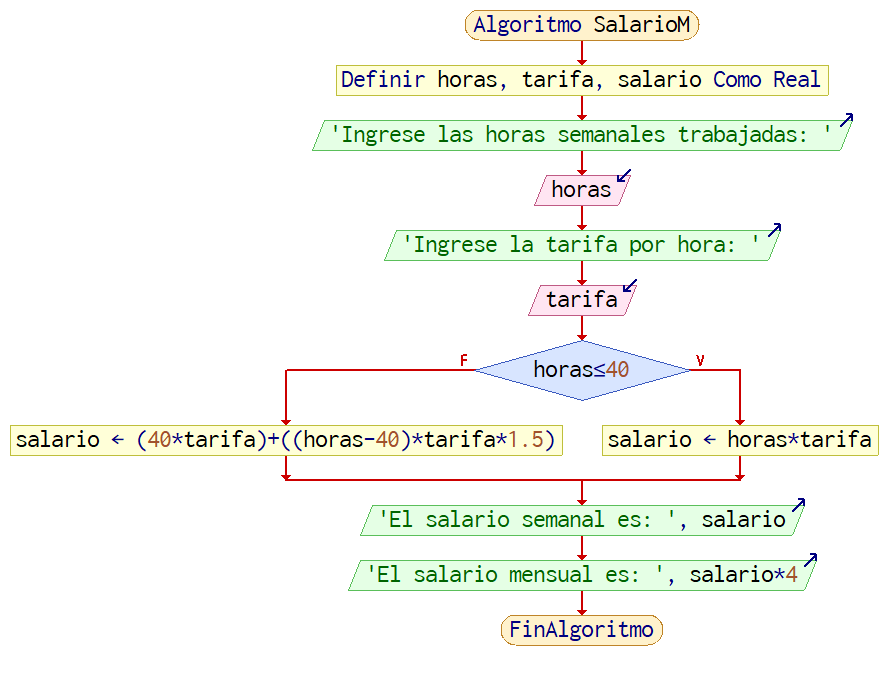 Algoritmo SalarioM
Definir horas, tarifa, salario Como Real
'Ingrese las horas semanales trabajadas: '
horas
'Ingrese la tarifa por hora: '
tarifa
F
V
horas≤40
salario ← (40*tarifa)+((horas-40)*tarifa*1.5)
salario ← horas*tarifa
'El salario semanal es: ', salario
'El salario mensual es: ', salario*4
FinAlgoritmo